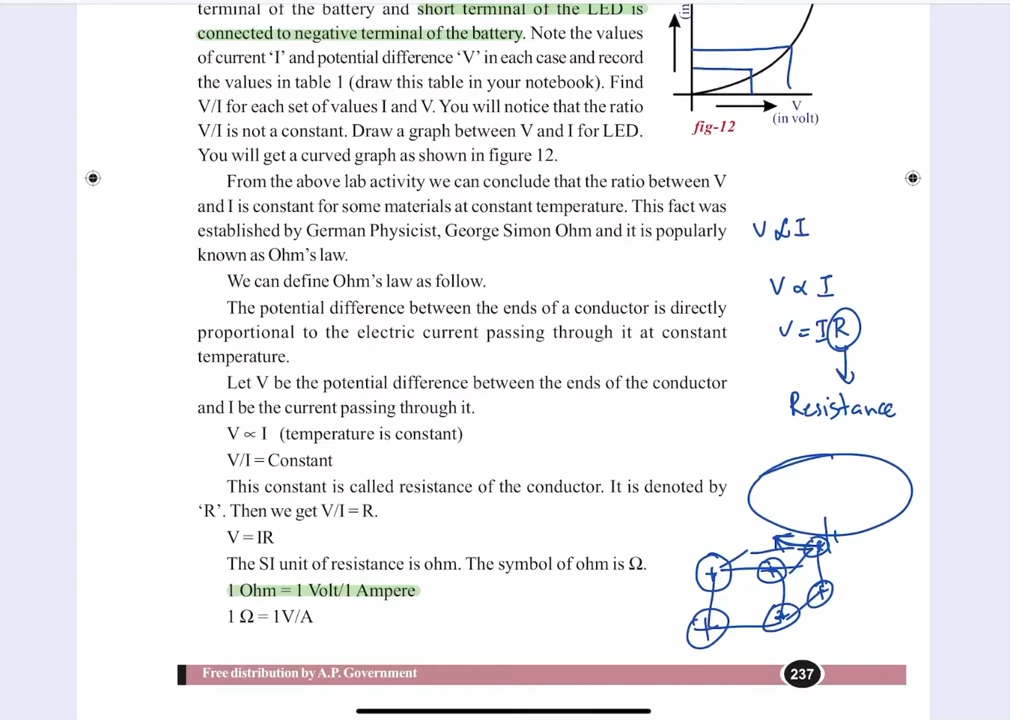 terminal of the battery and short terminal of the LED is
connected to negative terminal of the battery. Note the values
of current ‘I’ and potential difference ‘V’ in each case and record
the values in table 1 (draw this table in your notebook). Find
V/I for each set of values I and V. You will notice that the ratio
V/I is not a constant. Draw a graph between V and I for LED.
You will get a curved graph as shown in figure 12.
(in
V
(in volt)
fig-12
From the above lab activity we can conclude that the ratio between V
and I is constant for some materials at constant temperature. This fact was
established by German Physicist, George Simon Ohm and it is popularly
known as Ohm’s law.
We can define Ohm’s law as follow.
The potential difference between the ends of a conductor is directly
proportional to the electric current passing through it at constant
temperature.
Let V be the potential difference between the ends of the conductor
and I be the current passing through it.
V ∝ I (temperature is constant)
V/I = Constant
This constant is called resistance of the conductor. It is denoted by
‘R’. Then we get V/I = R.
V = IR
The SI unit of resistance is ohm. The symbol of ohm is Ω.
1 Ohm = 1 Volt/1 Ampere
1 Ω = 1V/A
V ∝ I
V ∝ I
V = IR
Resistance
+ + + + + +
Free distribution by A.P. Government
237